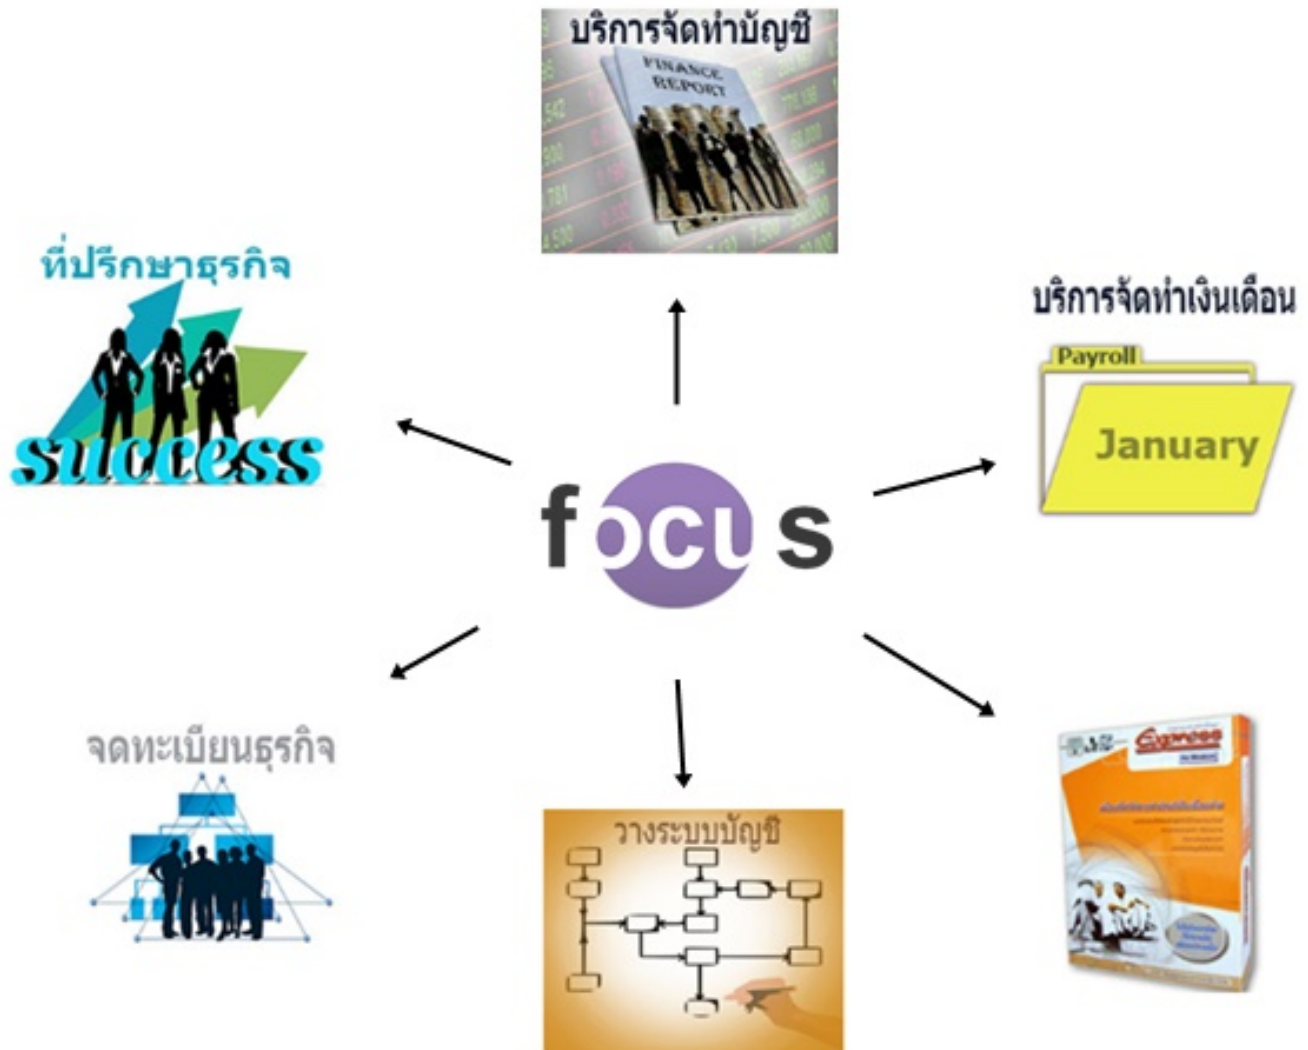 บริการจัดทำบัญชี
FINANCE
REPORT
ที่ปรึกษาธุรกิจ
success
บริการจัดทำเงินเดือน
Payroll
January
focus
จดทะเบียนธุรกิจ
วางระบบบัญชี
Express